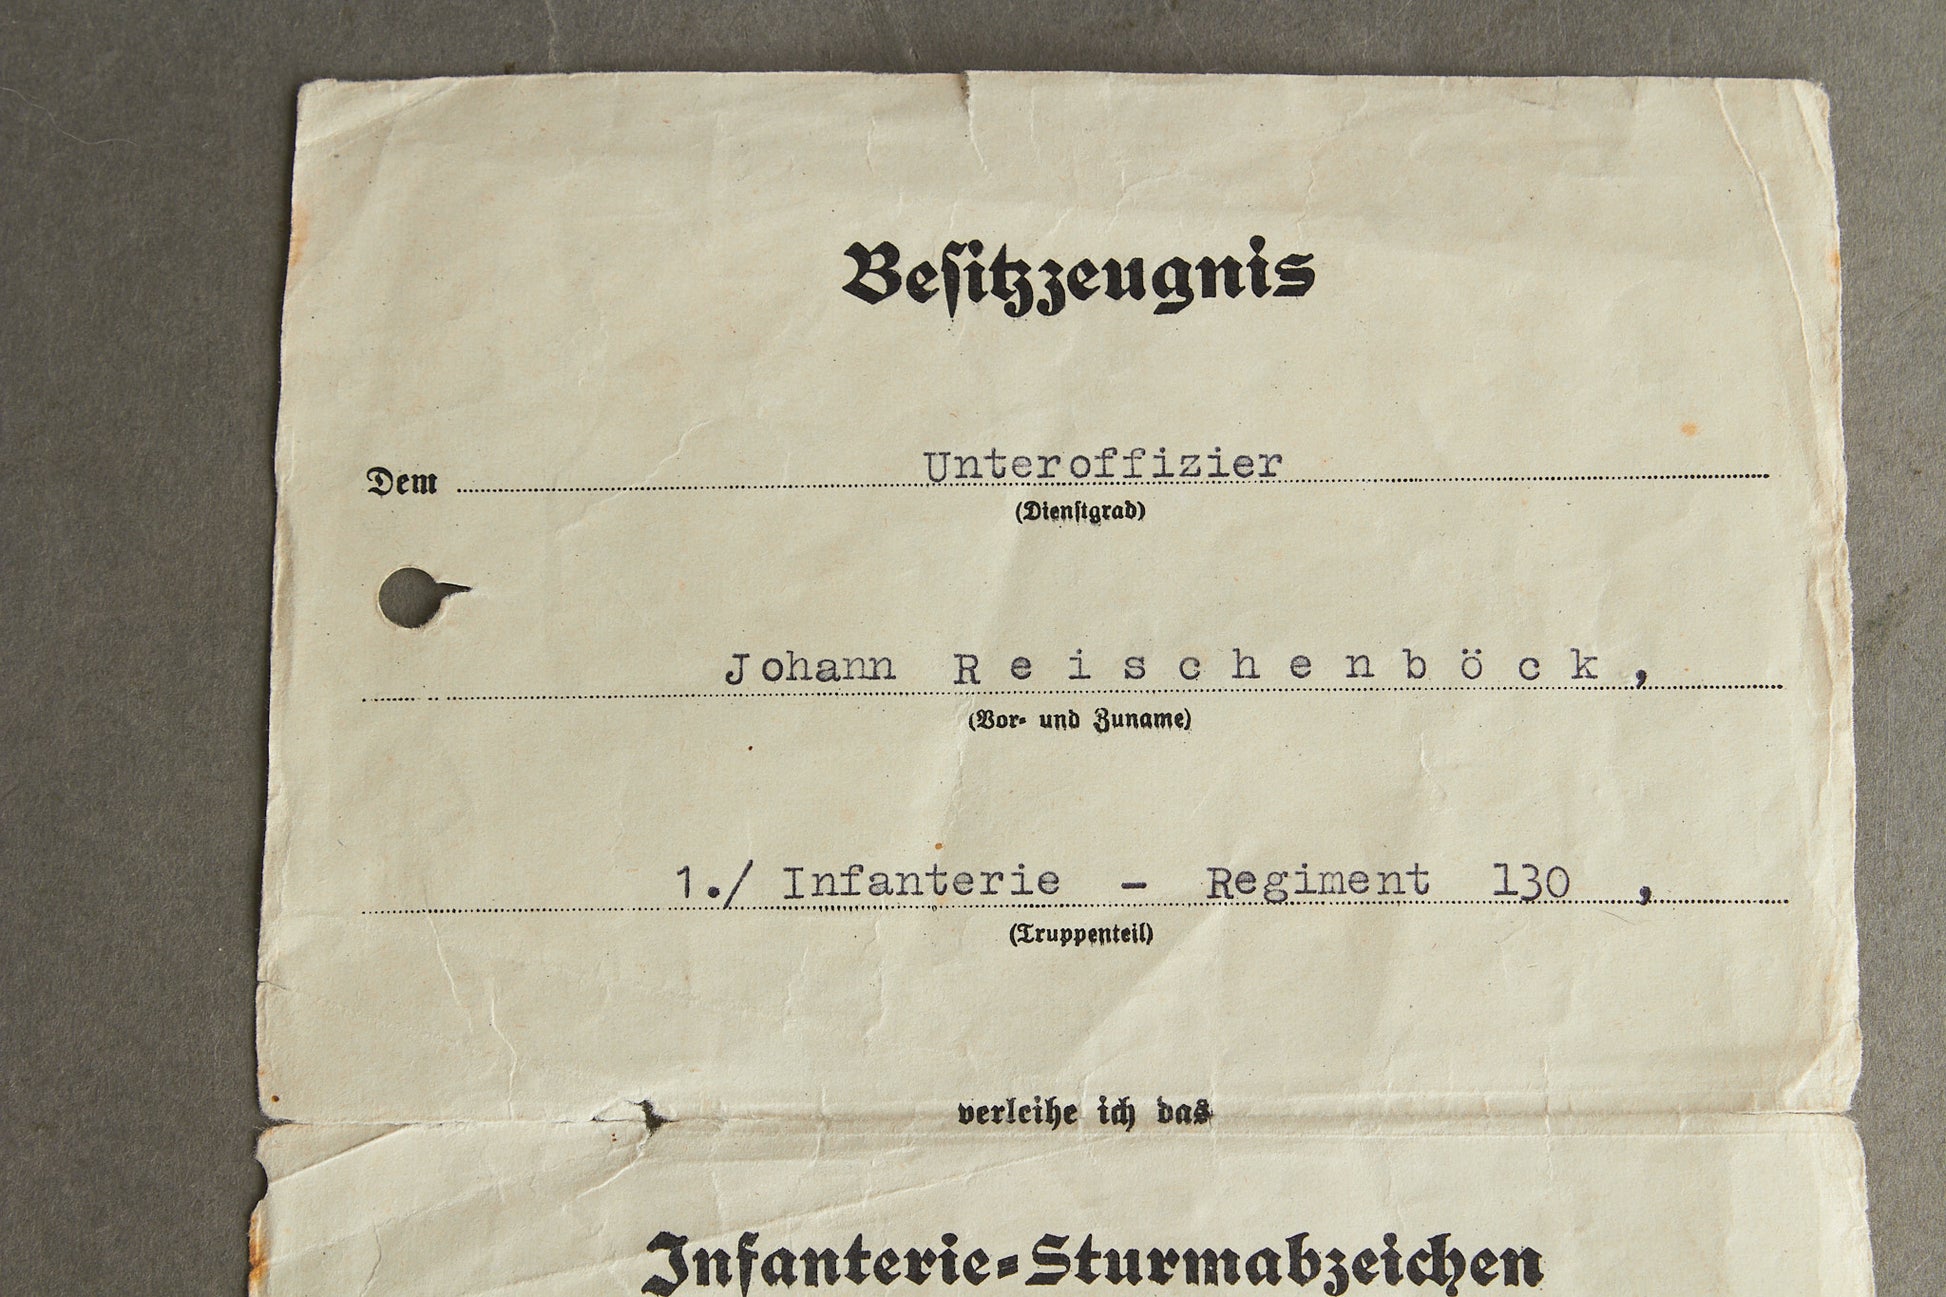 Besitzzeugnis
Dem Unteroffizier
(Dienstgrad)
Johann Reischenböck,
(Vor- und Zuname)
1./ Infanterie - Regiment 130 ,
(Truppenteil)
verleihe ich das
Infanterie-Sturmabzeichen